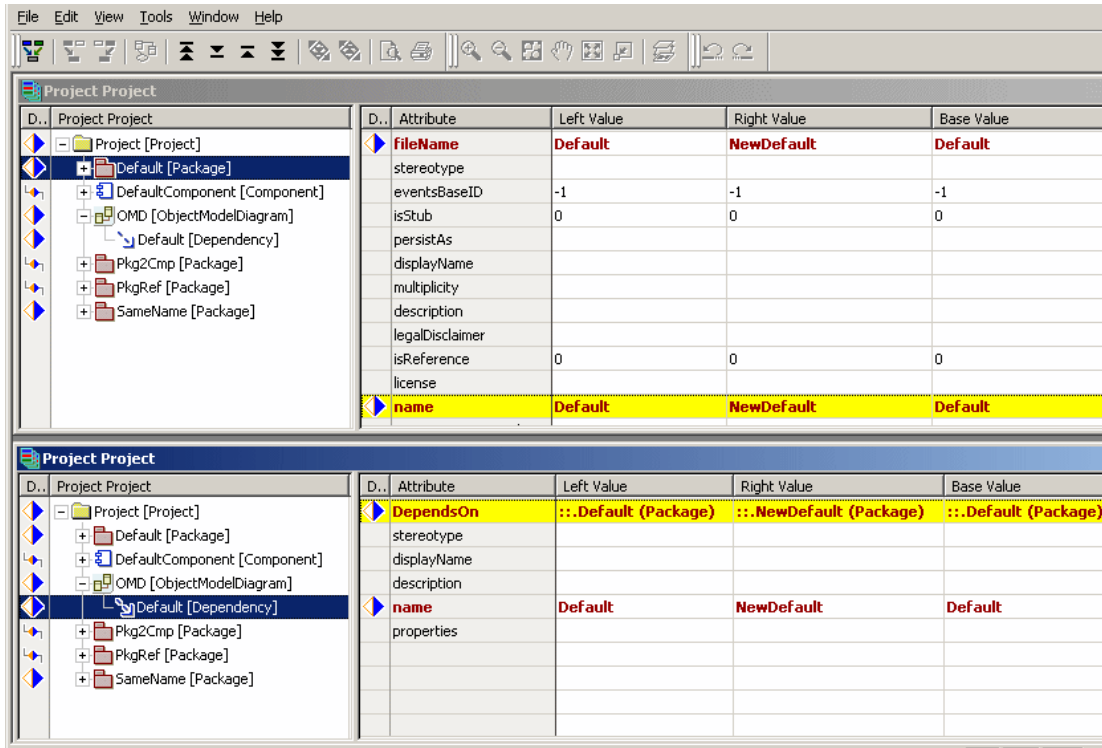 File Edit View Tools Window Help
Project Project
D.. Project Project D.. Attribute Left Value Right Value Base Value
Project [Project] fileName Default NewDefault Default
Default [Package] stereotype
DefaultComponent [Component] eventsBaseID -1 -1 -1
OMD [ObjectModelDiagram] isStub 0 0 0
Default [Dependency] persistAs
Pkg2Cmp [Package] displayName
PkgRef [Package] multiplicity
SameName [Package] description
legalDisclaimer
isReference 0 0 0
license
name Default NewDefault Default
Project Project
D.. Project Project D.. Attribute Left Value Right Value Base Value
Project [Project] DependsOn ::.Default (Package) ::.NewDefault (Package) ::.Default (Package)
Default [Package] stereotype
DefaultComponent [Component] displayName
OMD [ObjectModelDiagram] description
Default [Dependency] name Default NewDefault Default
Pkg2Cmp [Package] properties
PkgRef [Package]
SameName [Package]